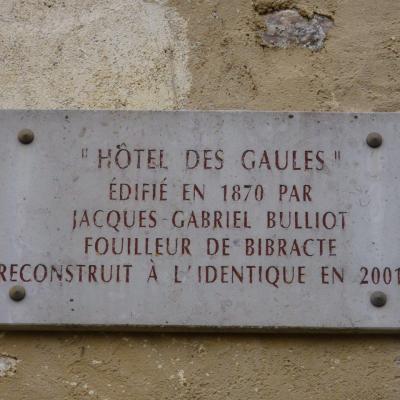 " HÔTEL DES GAULES "
ÉDIFIÉ EN 1870 PAR
JACQUES-GABRIEL BULLIOT
FOUILLEUR DE BIBRACTE
RECONSTRUIT À L'IDENTIQUE EN 2001